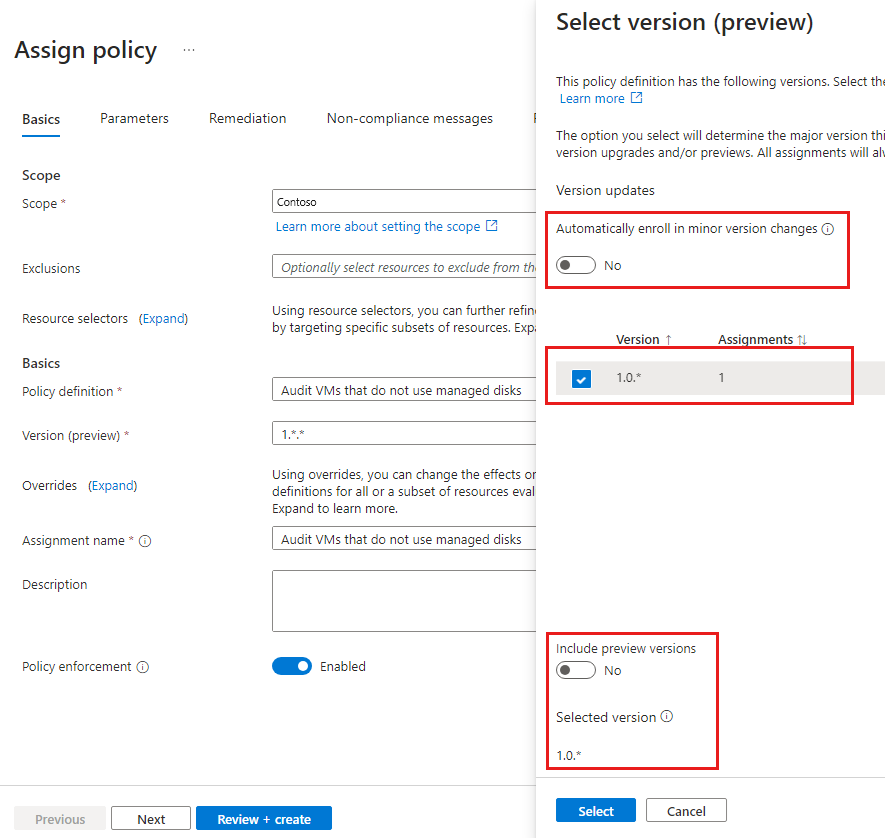 Assign policy ...
Basics Parameters Remediation Non-compliance messages
Scope
Scope *
Contoso
Learn more about setting the scope
Exclusions
Optionally select resources to exclude from the
Resource selectors (Expand)
Using resource selectors, you can further refine
by targeting specific subsets of resources. Expa
Basics
Policy definition *
Audit VMs that do not use managed disks
Version (preview) *
1.*.*
Overrides (Expand)
Using overrides, you can change the effects or
definitions for all or a subset of resources eval
Expand to learn more.
Assignment name *
Audit VMs that do not use managed disks
Description
Policy enforcement
Enabled
Previous Next Review + create
Select version (preview)
This policy definition has the following versions. Select the
Learn more
The option you select will determine the major version thi
version upgrades and/or previews. All assignments will al
Version updates
Automatically enroll in minor version changes
No
Version ↑ Assignments ↑↓
1.0.* 1
Include preview versions
No
Selected version
1.0.*
Select Cancel